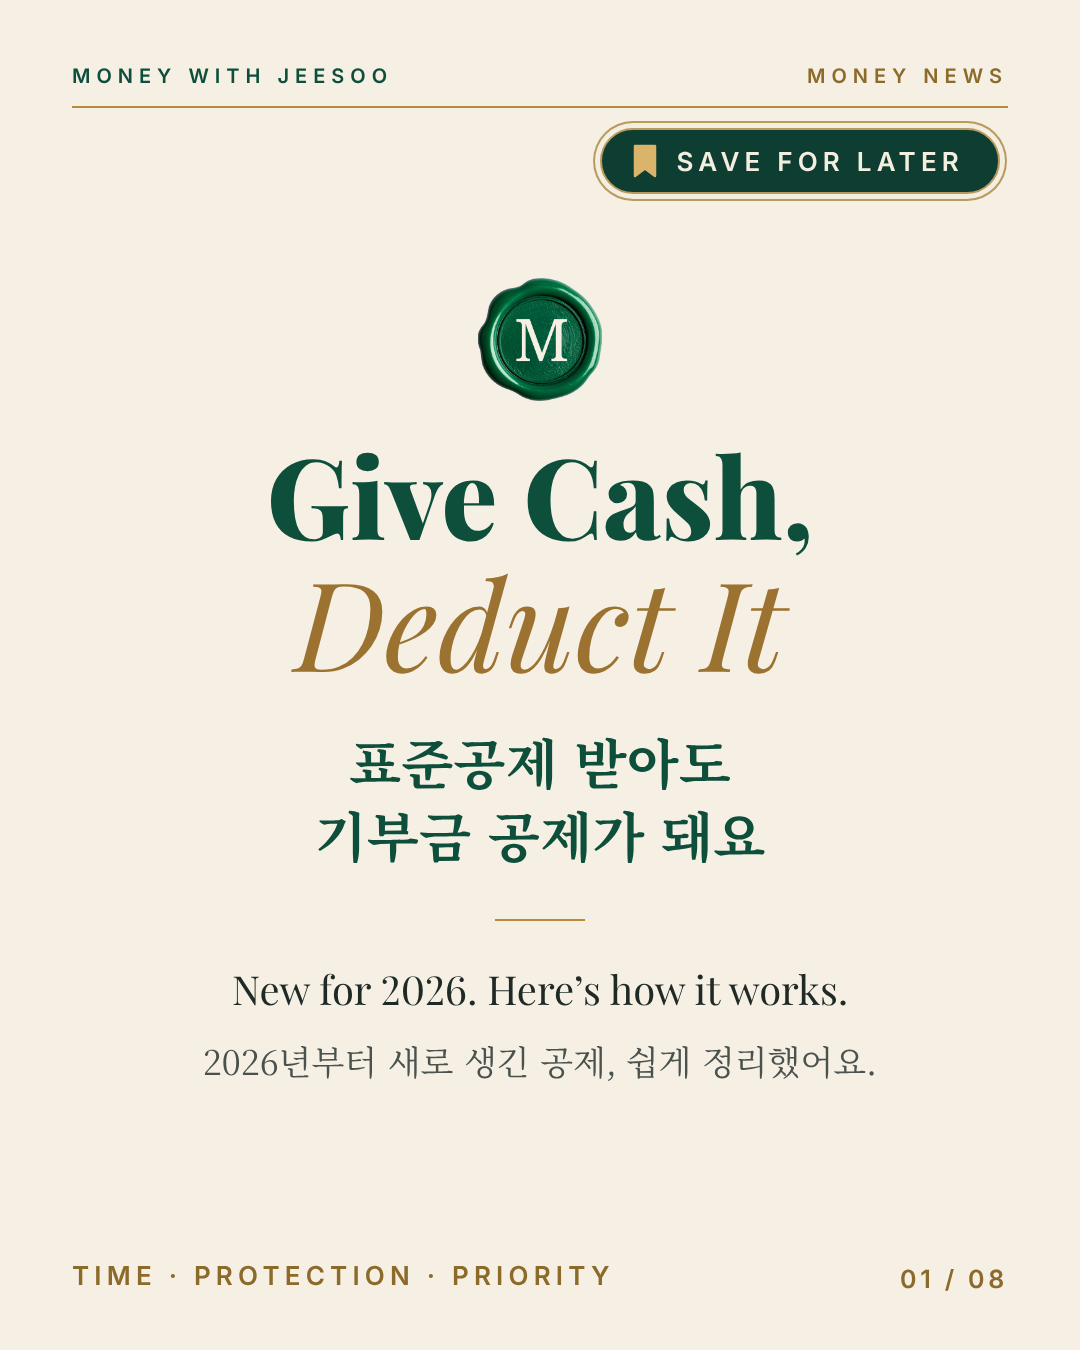 MONEY WITH JEESOO
MONEY NEWS
SAVE FOR LATER
M
Give Cash,
Deduct It
표준공제 받아도
기부금 공제가 돼요
New for 2026. Here’s how it works.
2026년부터 새로 생긴 공제, 쉽게 정리했어요.
TIME · PROTECTION · PRIORITY
01 / 08